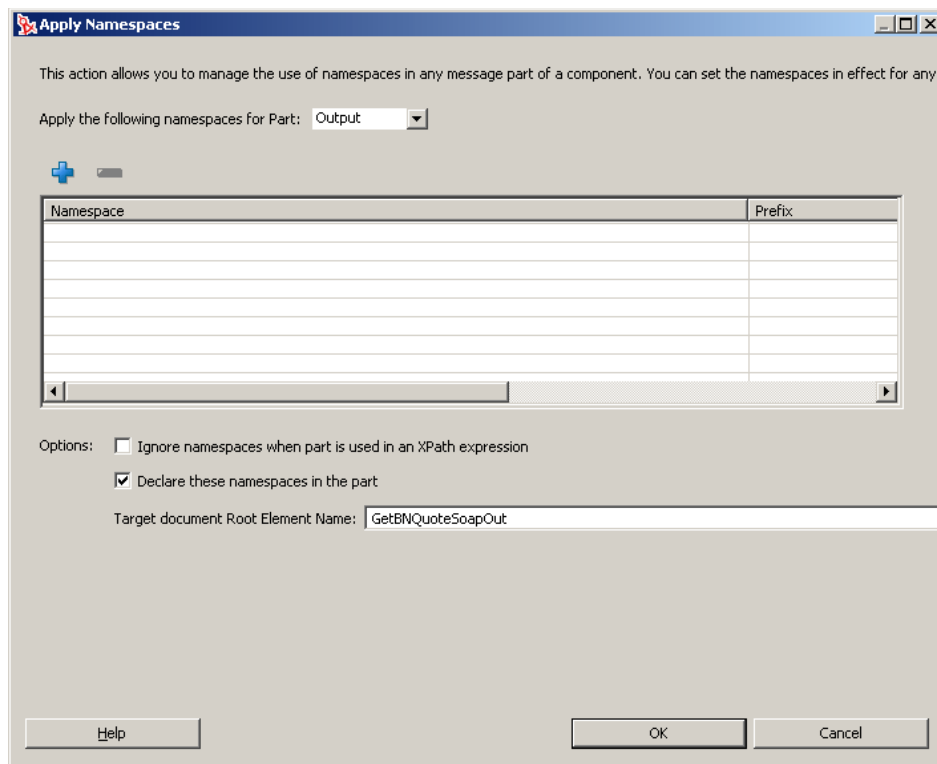 Apply Namespaces
This action allows you to manage the use of namespaces in any message part of a component. You can set the namespaces in effect for any
Apply the following namespaces for Part: Output
Namespace Prefix
Options: Ignore namespaces when part is used in an XPath expression
Declare these namespaces in the part
Target document Root Element Name: GetBNQuoteSoapOut
Help OK Cancel